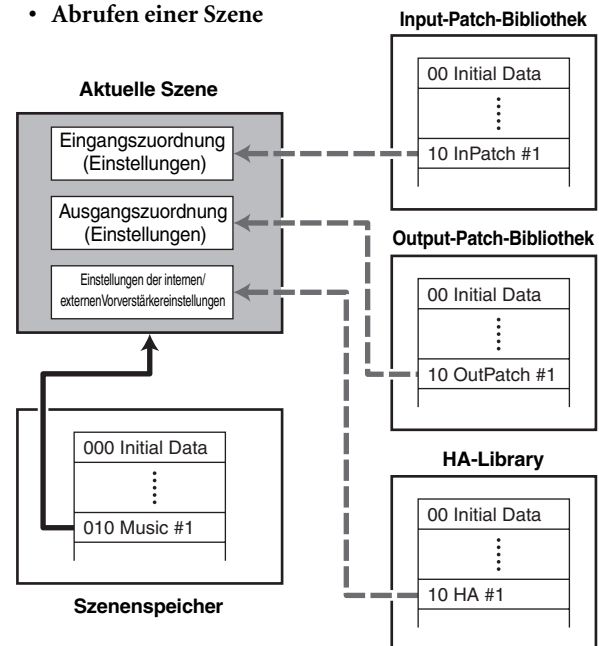 • Abrufen einer Szene
Aktuelle Szene
Eingangszuordnung
(Einstellungen)
Ausgangszuordnung
(Einstellungen)
Einstellungen der internen/
externenVorverstärkereinstellungen
000 Initial Data
010 Music #1
Szenenspeicher
Input-Patch-Bibliothek
00 Initial Data
10 InPatch #1
Output-Patch-Bibliothek
00 Initial Data
10 OutPatch #1
HA-Library
00 Initial Data
10 HA #1